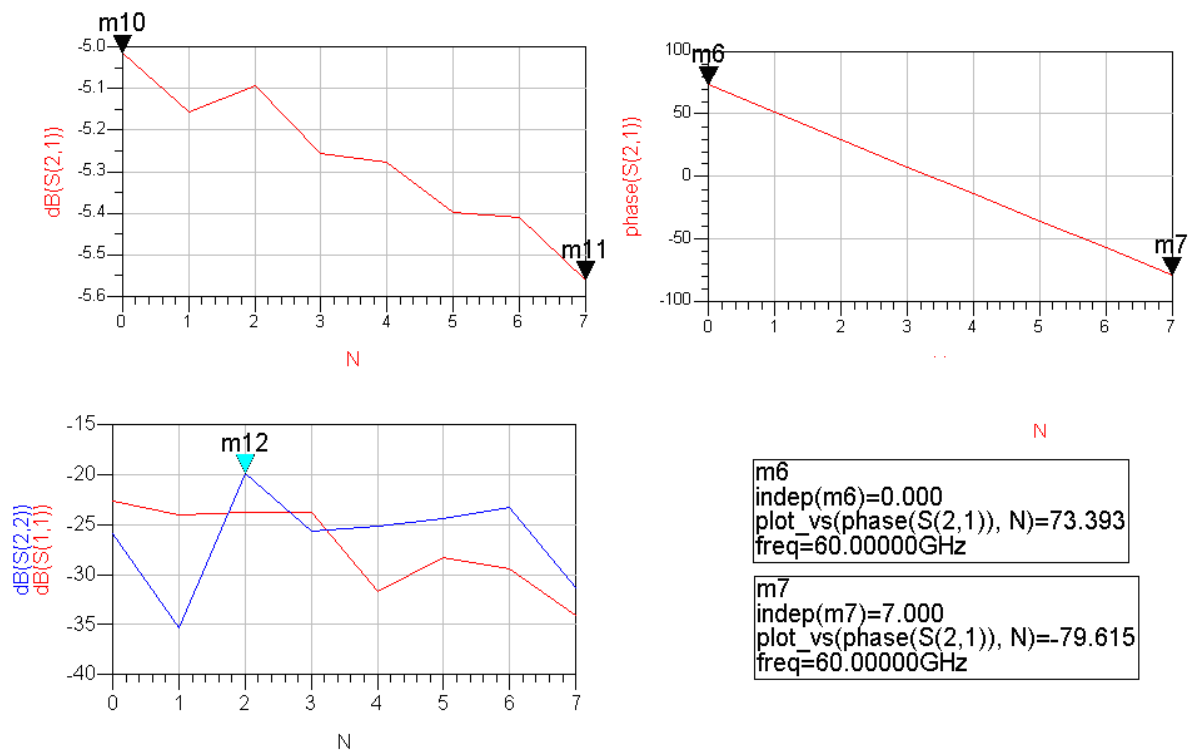 m10
-5.0
-5.1
-5.2
-5.3
-5.4
-5.5
-5.6
dB(S(2,1))
m11
0 1 2 3 4 5 6 7
N
m6
100
50
0
-50
-100
phase(S(2,1))
m7
0 1 2 3 4 5 6 7
N
-15
-20
-25
-30
-35
-40
dB(S(2,2))
dB(S(1,1))
m12
0 1 2 3 4 5 6 7
N
m6
indep(m6)=0.000
plot_vs(phase(S(2,1)), N)=73.393
freq=60.00000GHz
m7
indep(m7)=7.000
plot_vs(phase(S(2,1)), N)=-79.615
freq=60.00000GHz